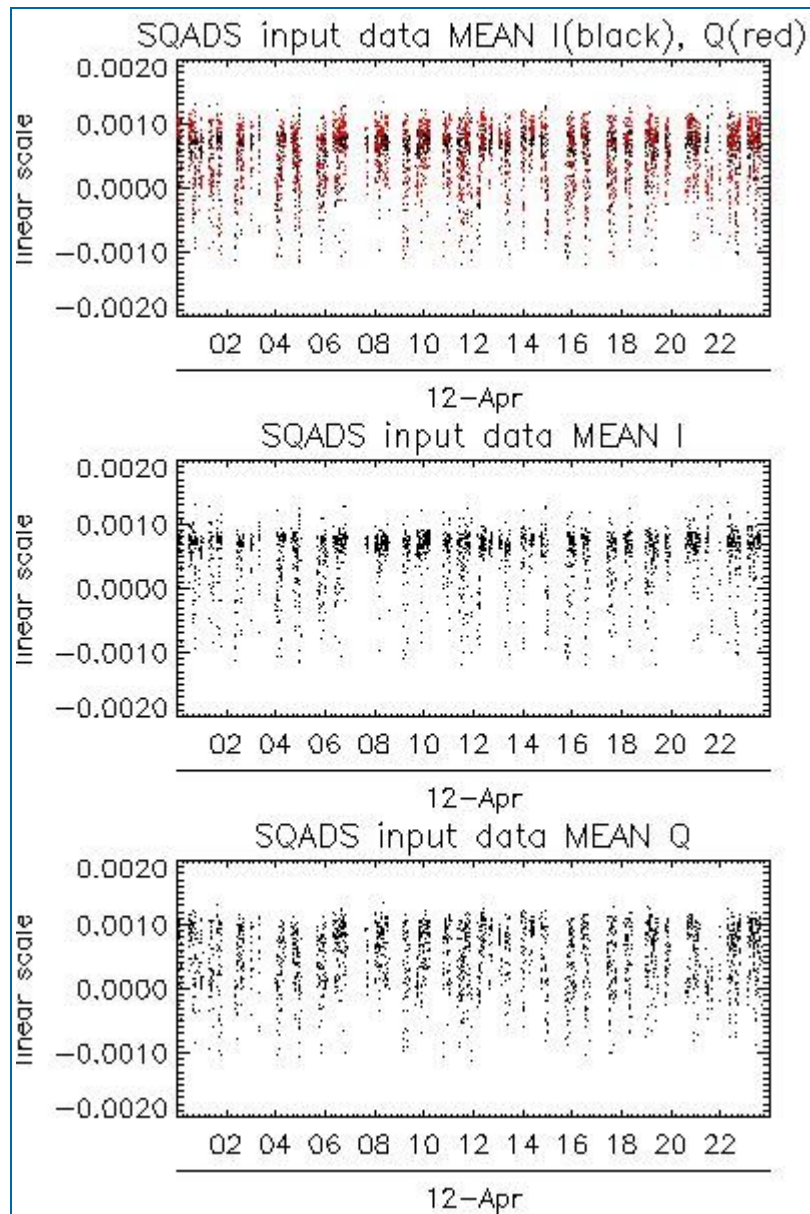 SQADS input data MEAN I(black), Q(red)
0.0020
0.0010
0.0000
−0.0010
−0.0020
linear scale
02 04 06 08 10 12 14 16 18 20 22
12−Apr
SQADS input data MEAN I
0.0020
0.0010
0.0000
−0.0010
−0.0020
linear scale
02 04 06 08 10 12 14 16 18 20 22
12−Apr
SQADS input data MEAN Q
0.0020
0.0010
0.0000
−0.0010
−0.0020
linear scale
02 04 06 08 10 12 14 16 18 20 22
12−Apr